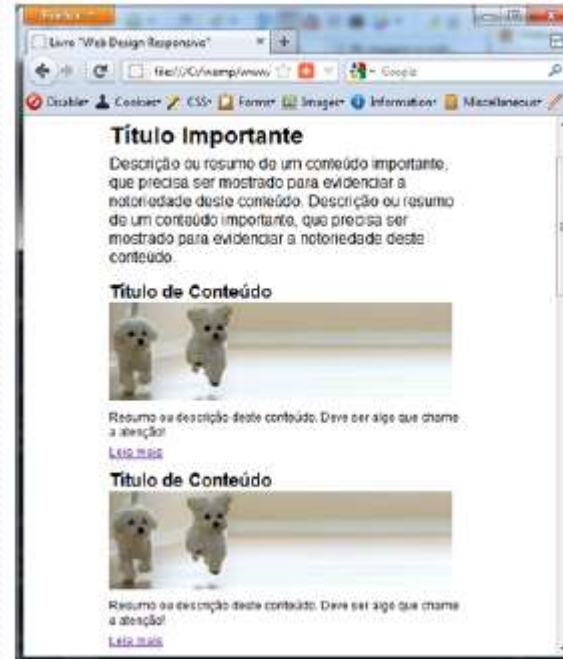 Firefox
Livro "Web Design Responsivo"
file:///C:/wamp/www/
Google
Disable Cookies CSS Forms Images Information Miscellaneous
Título Importante
Descrição ou resumo de um conteúdo importante,
que precisa ser mostrado para evidenciar a
notoriedade deste conteúdo. Descrição ou resumo
de um conteúdo importante, que precisa ser
mostrado para evidenciar a notoriedade deste
conteúdo.
Título de Conteúdo
Resumo ou descrição deste conteúdo. Deve ser algo que chame
a atenção!
Leia mais
Título de Conteúdo
Resumo ou descrição deste conteúdo. Deve ser algo que chame
a atenção!
Leia mais